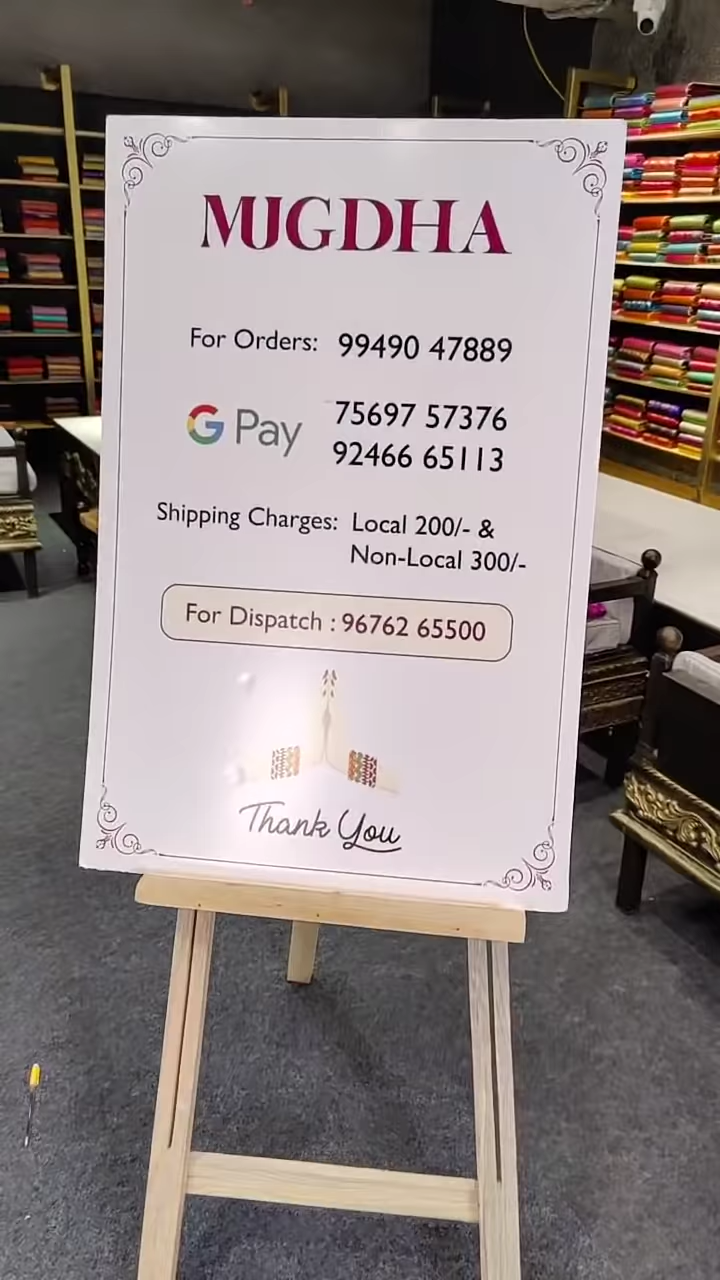 MUGDHA
For Orders: 99490 47889
G Pay 75697 57376
92466 65113
Shipping Charges: Local 200/- &
Non-Local 300/-
For Dispatch : 96762 65500
Thank You